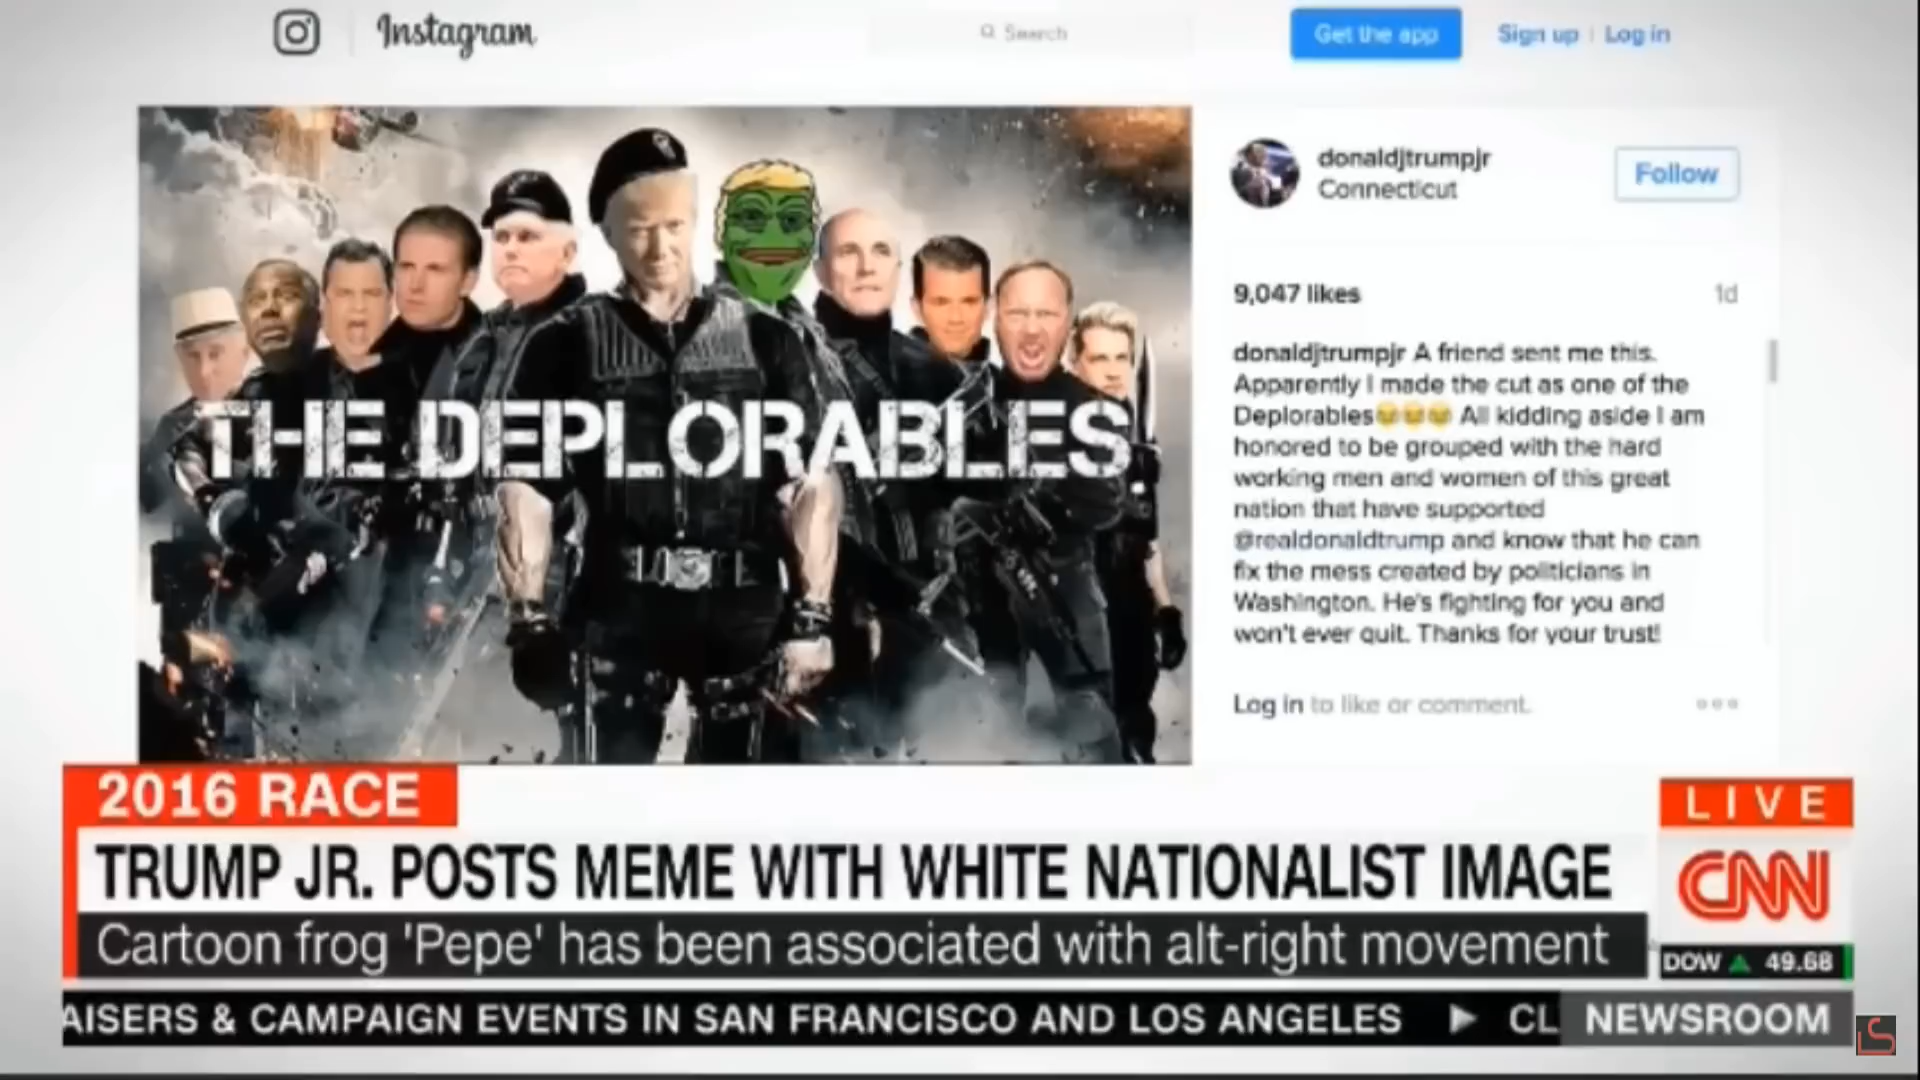 Instagram
Search
Get the app
Sign up
Log in
THE DEPLORABLES
donaldjtrumpjr
Connecticut
Follow
9,047 likes
1d
donaldjtrumpjr A friend sent me this.
Apparently I made the cut as one of the
Deplorables😂😂😂 All kidding aside I am
honored to be grouped with the hard
working men and women of this great
nation that have supported
@realdonaldtrump and know that he can
fix the mess created by politicians in
Washington. He's fighting for you and
won't ever quit. Thanks for your trust!
Log in to like or comment.
2016 RACE
TRUMP JR. POSTS MEME WITH WHITE NATIONALIST IMAGE
Cartoon frog 'Pepe' has been associated with alt-right movement
LIVE
CNN
DOW ▲ 49.68
AISERS & CAMPAIGN EVENTS IN SAN FRANCISCO AND LOS ANGELES ▶ CL
NEWSROOM
LS